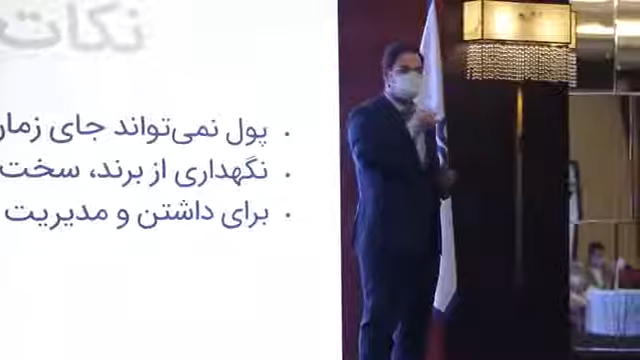 نکات
. پول نمی‌تواند جای زمان
. نگهداری از برند، سخت
. برای داشتن و مدیریت